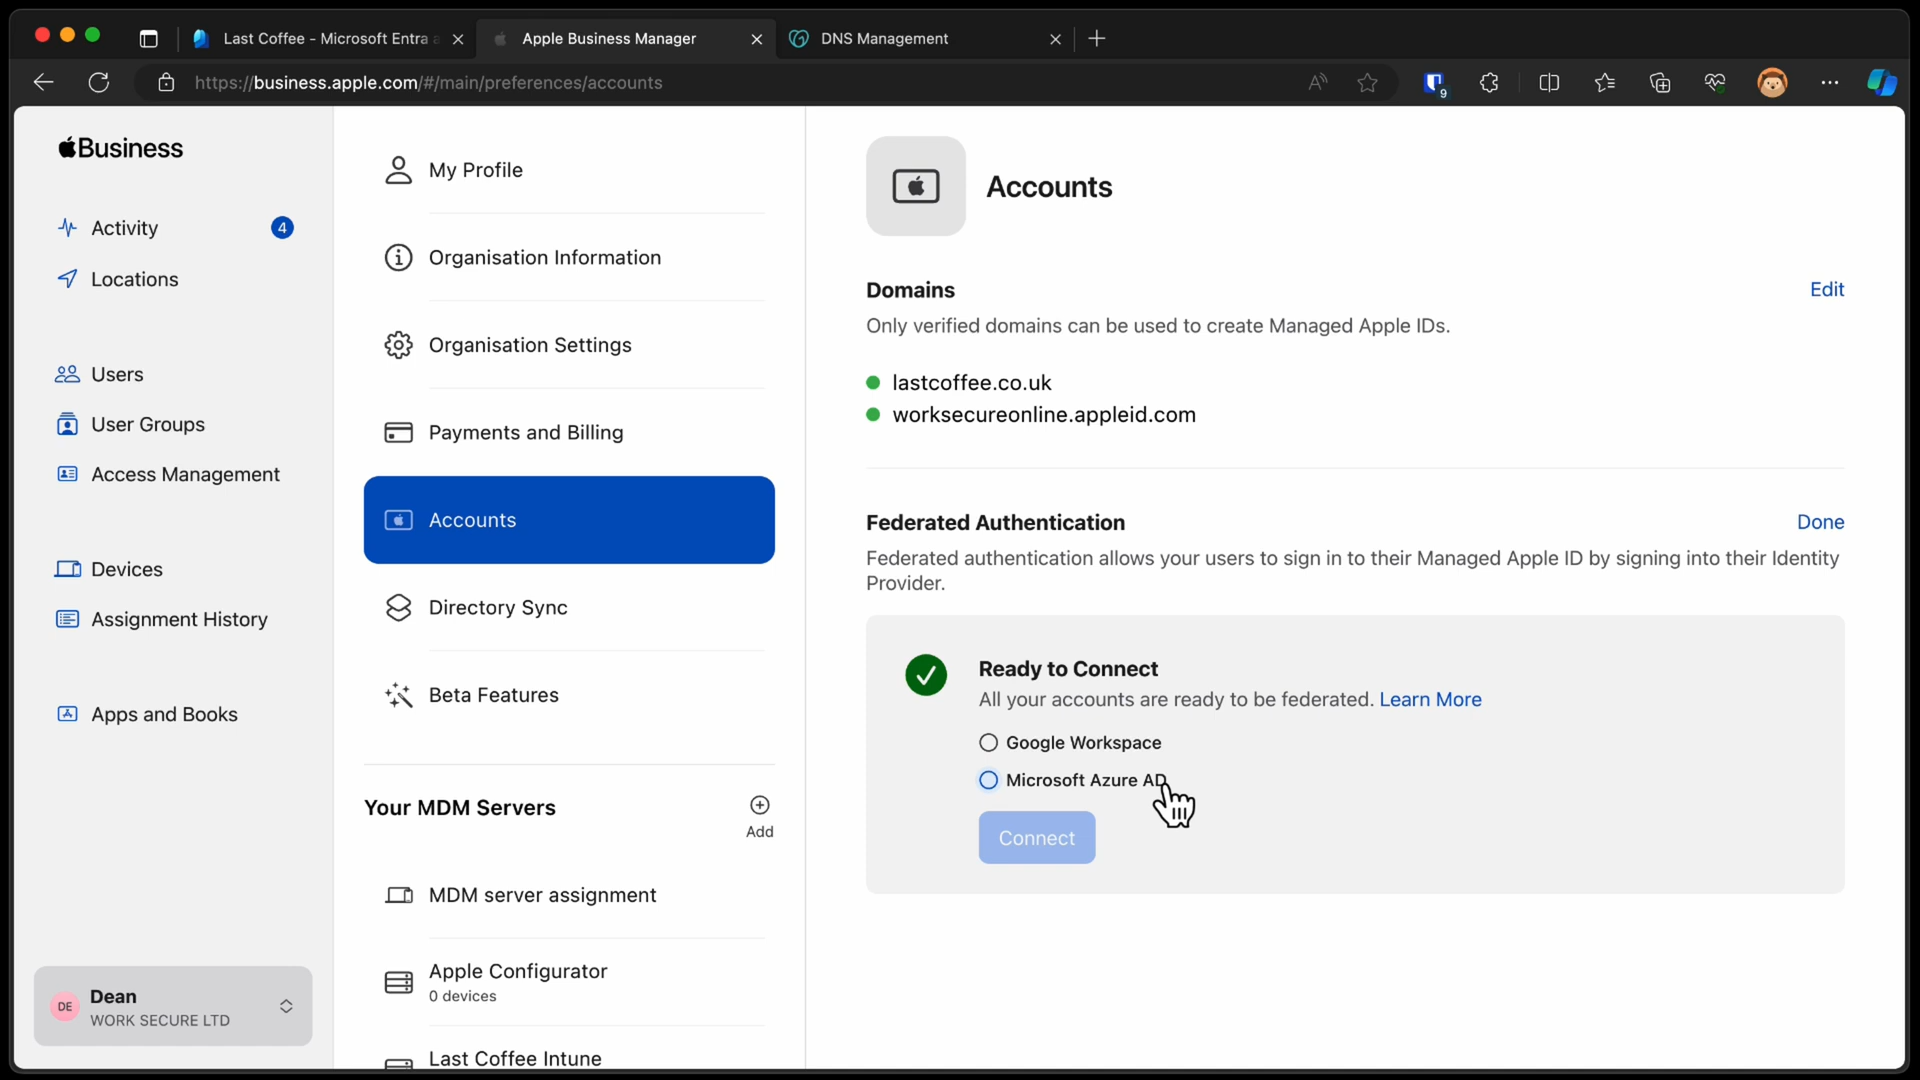 Last Coffee - Microsoft Entra a
Apple Business Manager
DNS Management
https://business.apple.com/#/main/preferences/accounts
9
Business
Activity
4
Locations
Users
User Groups
Access Management
Devices
Assignment History
Apps and Books
DE
Dean
WORK SECURE LTD
My Profile
Organisation Information
Organisation Settings
Payments and Billing
Accounts
Directory Sync
Beta Features
Your MDM Servers
Add
MDM server assignment
Apple Configurator
0 devices
Last Coffee Intune
Accounts
Domains
Edit
Only verified domains can be used to create Managed Apple IDs.
lastcoffee.co.uk
worksecureonline.appleid.com
Federated Authentication
Done
Federated authentication allows your users to sign in to their Managed Apple ID by signing into their Identity
Provider.
Ready to Connect
All your accounts are ready to be federated. Learn More
Google Workspace
Microsoft Azure AD
Connect